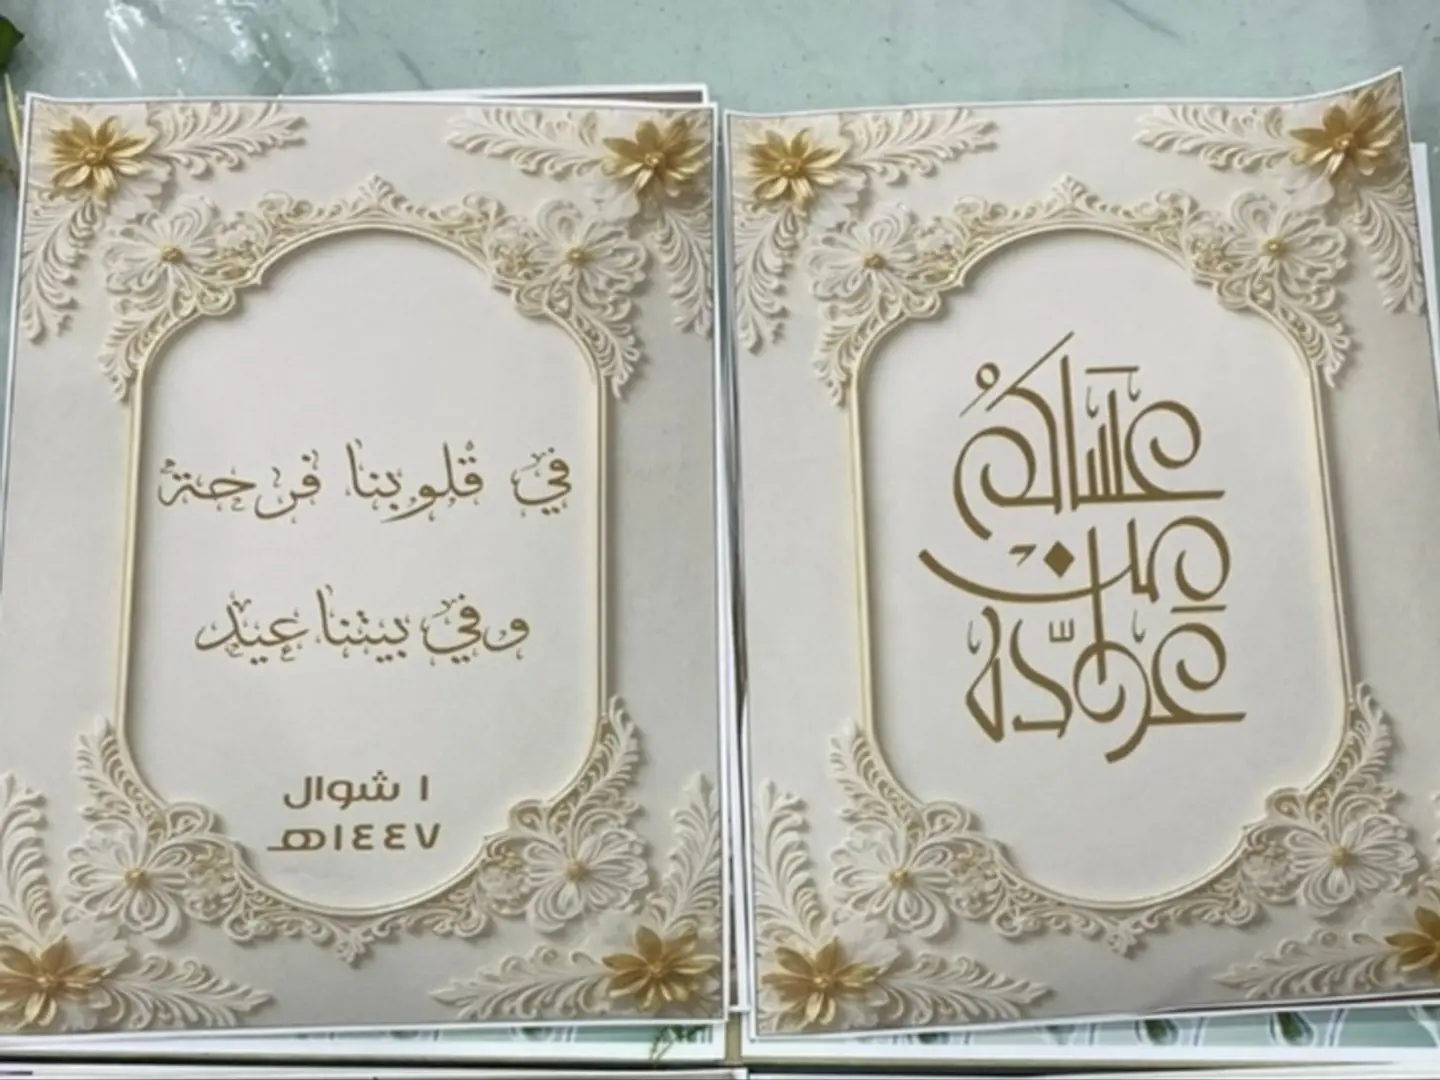 في قلوبنا فرحة
وفي بيتنا عيد
١ شوال
١٤٤٧هـ
عساكم
من
عواده